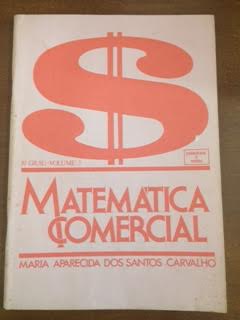 $
2º GRAU - VOLUME
MATEMÁTICA
COMERCIAL
MARIA APARECIDA DOS SANTOS CARVALHO